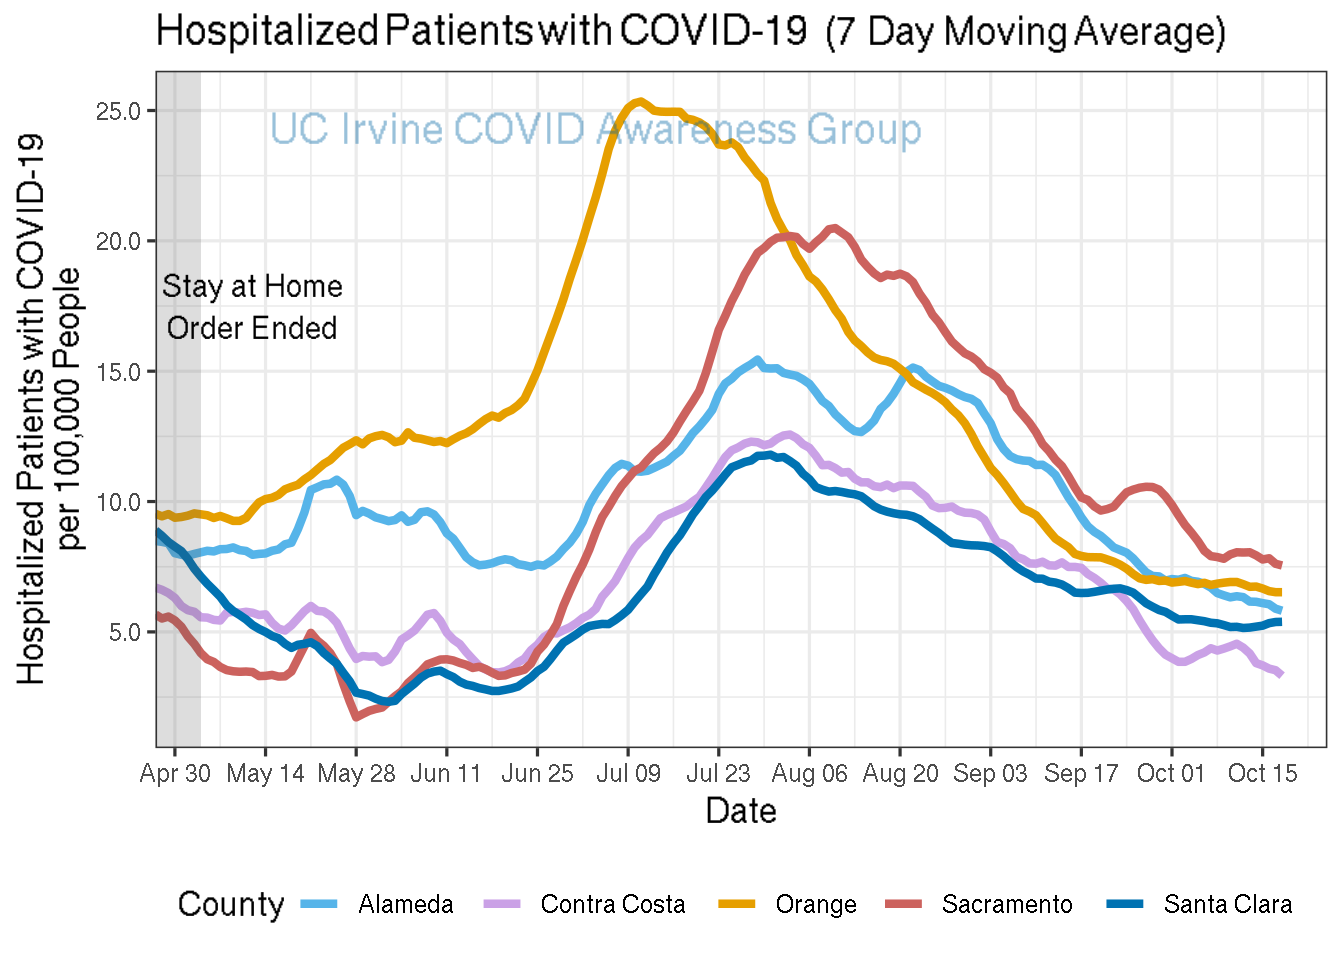 Hospitalized Patients with COVID-19 (7 Day Moving Average)
UC Irvine COVID Awareness Group
Stay at Home
Order Ended
Hospitalized Patients with COVID-19
per 100,000 People
25.0
20.0
15.0
10.0
5.0
Apr 30 May 14 May 28 Jun 11 Jun 25 Jul 09 Jul 23 Aug 06 Aug 20 Sep 03 Sep 17 Oct 01 Oct 15
Date
County Alameda Contra Costa Orange Sacramento Santa Clara